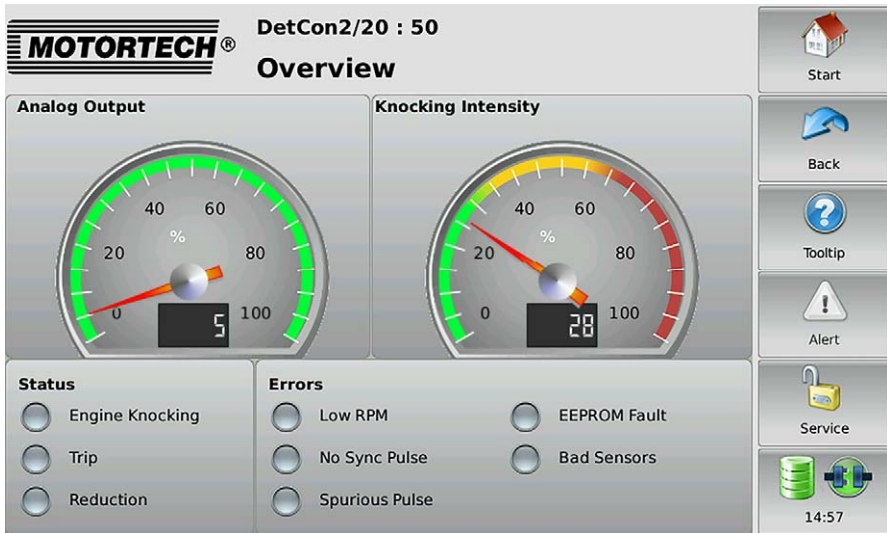 MOTORTECH®
DetCon2/20 : 50
Overview
Analog Output
40 60
%
20 80
0 100
5
Knocking Intensity
40 60
%
20 80
0 100
28
Status
Engine Knocking
Trip
Reduction
Errors
Low RPM
No Sync Pulse
Spurious Pulse
EEPROM Fault
Bad Sensors
Start
Back
Tooltip
Alert
Service
14:57